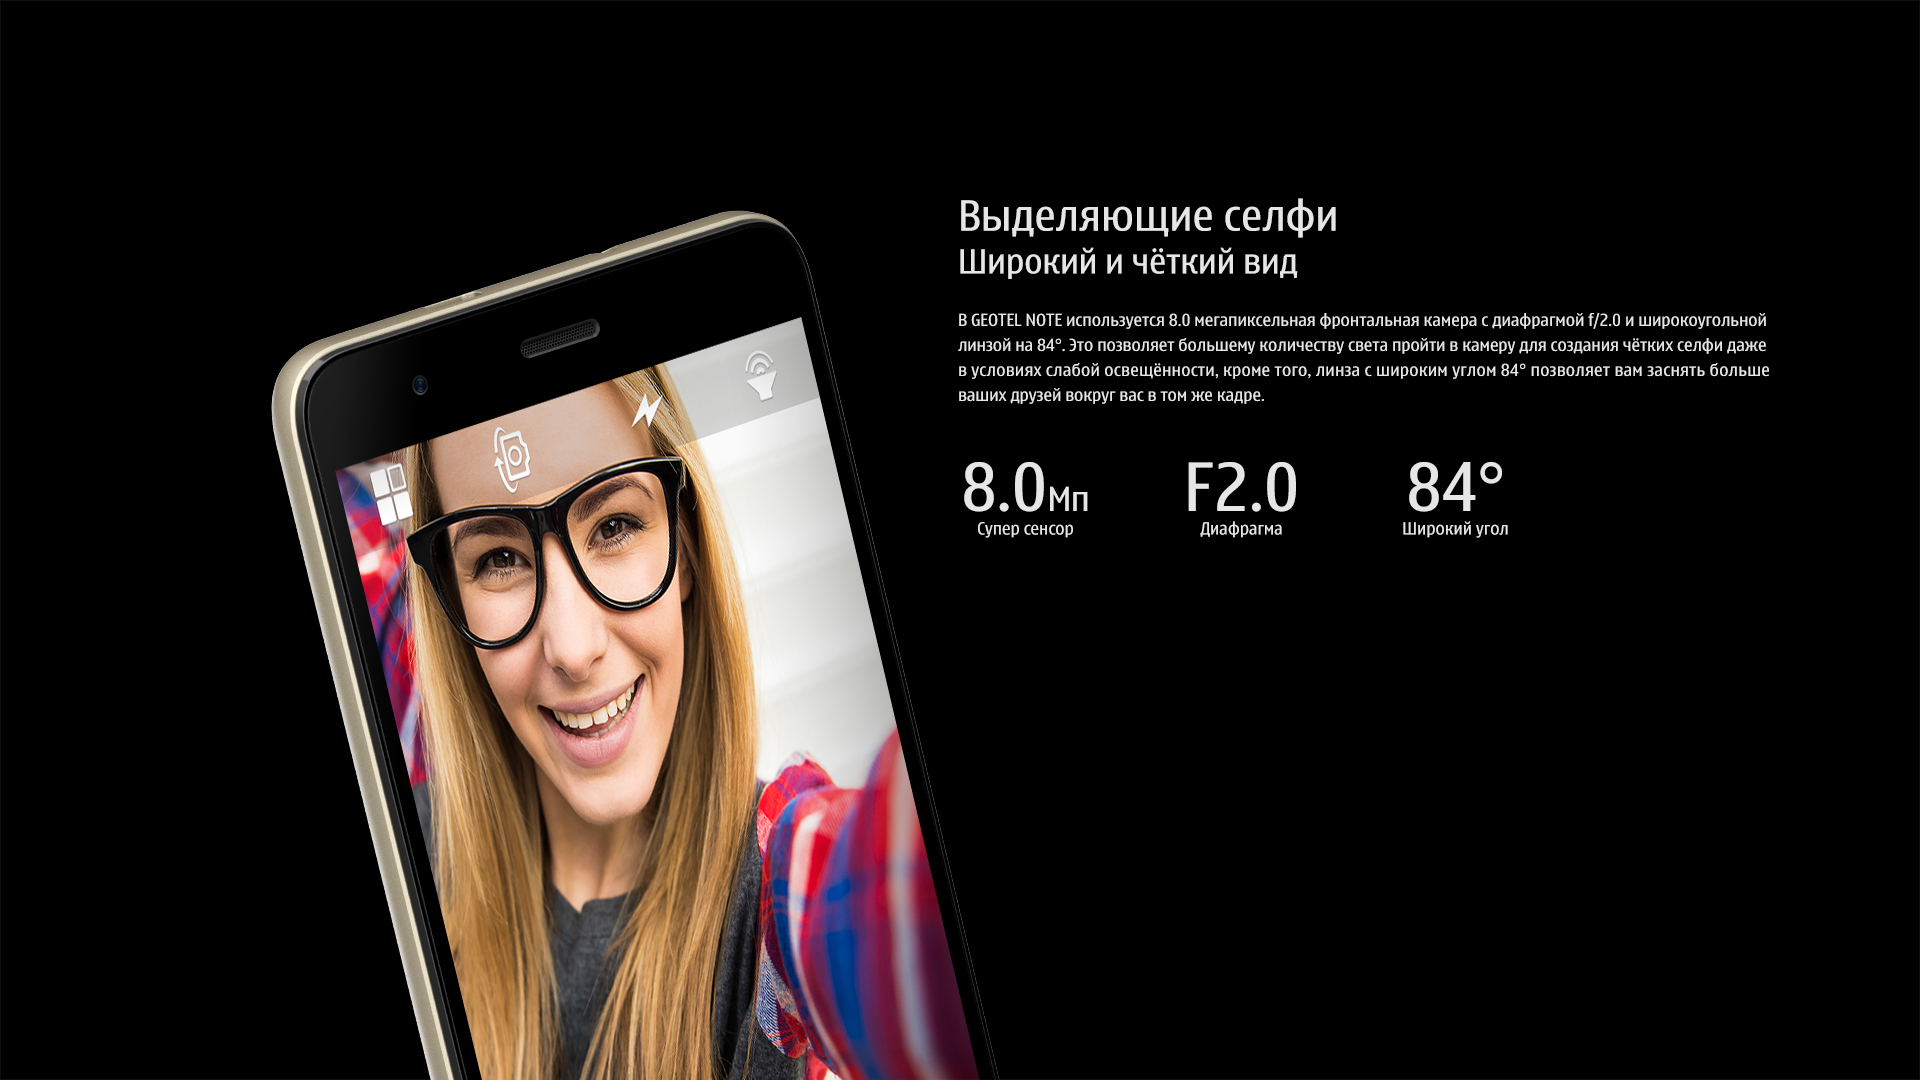 Выделяющие селфи
Широкий и чёткий вид
В GEOTEL NOTE используется 8.0 мегапиксельная фронтальная камера с диафрагмой f/2.0 и широкоугольной
линзой на 84°. Это позволяет большему количеству света пройти в камеру для создания чётких селфи даже
в условиях слабой освещённости, кроме того, линза с широким углом 84° позволяет вам заснять больше
ваших друзей вокруг вас в том же кадре.
8.0Мп F2.0 84°
Супер сенсор Диафрагма Широкий угол